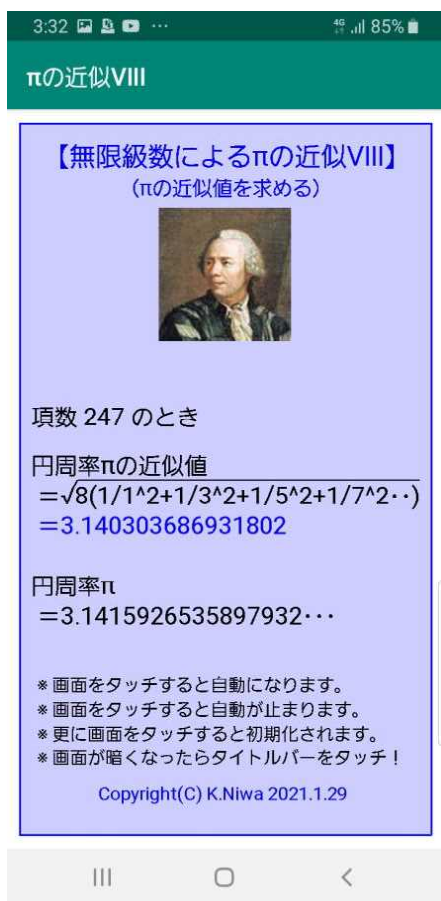 3:32 ··· 4G 85%
πの近似VIII
【無限級数によるπの近似VIII】
(πの近似値を求める)
項数 247 のとき
円周率πの近似値
＝√8(1/1^2+1/3^2+1/5^2+1/7^2･･)
＝3.140303686931802
円周率π
＝3.1415926535897932･･･
※画面をタッチすると自動になります。
※画面をタッチすると自動が止まります。
※更に画面をタッチすると初期化されます。
※画面が暗くなったらタイトルバーをタッチ！
Copyright(C) K.Niwa 2021.1.29